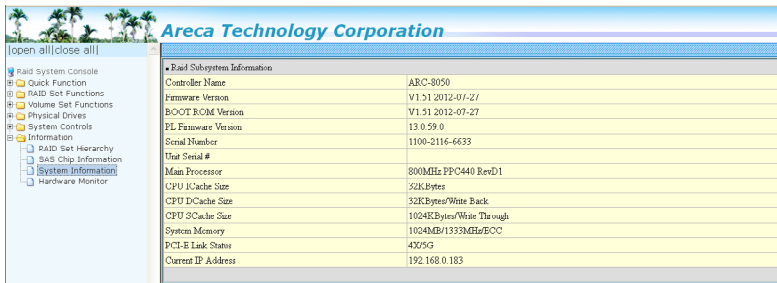 Areca Technology Corporation
|open all|close all|
Raid System Console
Quick Function
RAID Set Functions
Volume Set Functions
Physical Drives
System Controls
Information
RAID Set Hierarchy
SAS Chip Information
System Information
Hardware Monitor
▪ Raid Subsystem Information
Controller Name ARC-8050
Firmware Version V1.51 2012-07-27
BOOT ROM Version V1.51 2012-07-27
PL Firmware Version 13.0.59.0
Serial Number 1100-2116-6633
Unit Serial #
Main Processor 800MHz PPC440 RevD1
CPU ICache Size 32KBytes
CPU DCache Size 32KBytes/Write Back
CPU SCache Size 1024KBytes/Write Through
System Memory 1024MB/1333MHz/ECC
PCI-E Link Status 4X/5G
Current IP Address 192.168.0.183